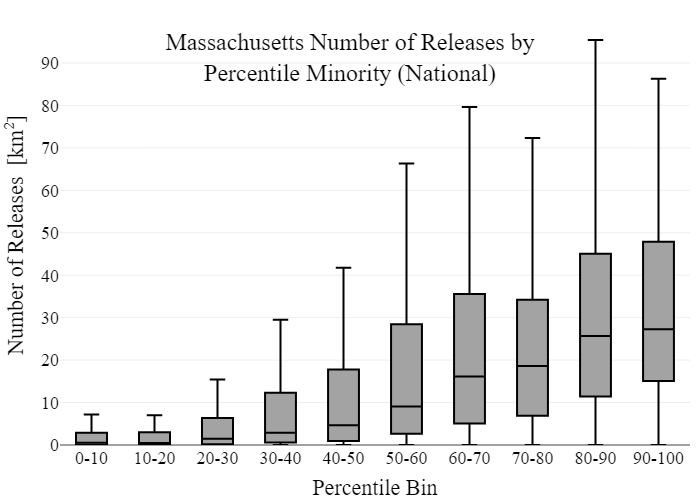 Massachusetts Number of Releases by
Percentile Minority (National)
Number of Releases [km²]
90
80
70
60
50
40
30
20
10
0
0-10 10-20 20-30 30-40 40-50 50-60 60-70 70-80 80-90 90-100
Percentile Bin